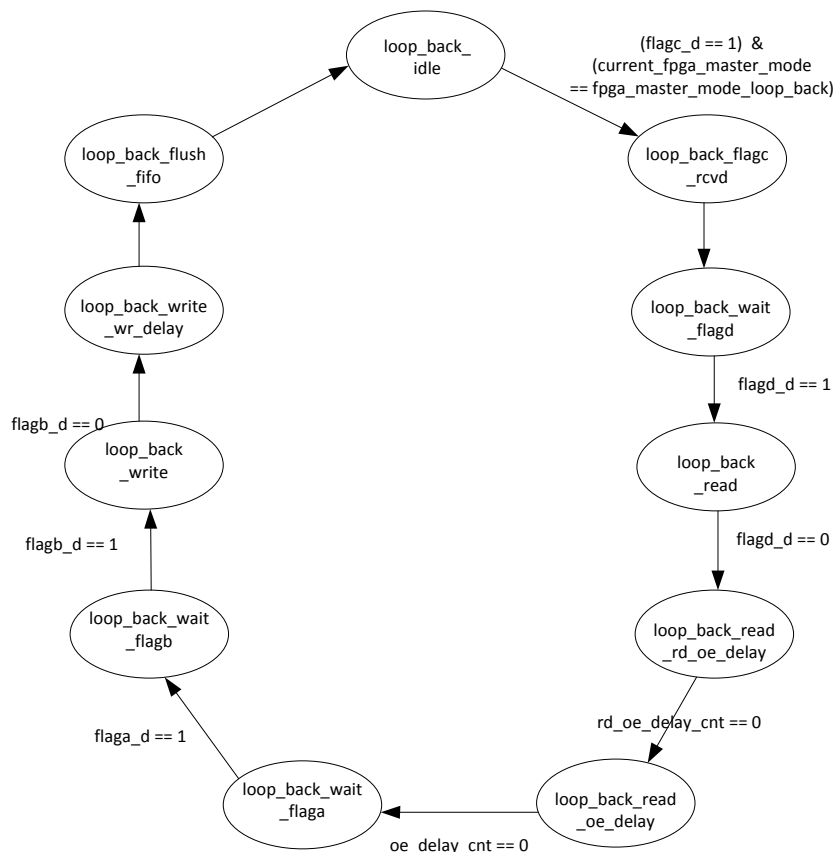 loop_back_
idle
(flagc_d == 1) &
(current_fpga_master_mode
== fpga_master_mode_loop_back)
loop_back_flagc
_rcvd
loop_back_wait
_flagd
flagd_d == 1
loop_back
_read
flagd_d == 0
loop_back_read
_rd_oe_delay
rd_oe_delay_cnt == 0
loop_back_read
_oe_delay
oe_delay_cnt == 0
loop_back_wait
_flaga
flaga_d == 1
loop_back_wait
_flagb
flagb_d == 1
loop_back
_write
flagb_d == 0
loop_back_write
_wr_delay
loop_back_flush
_fifo